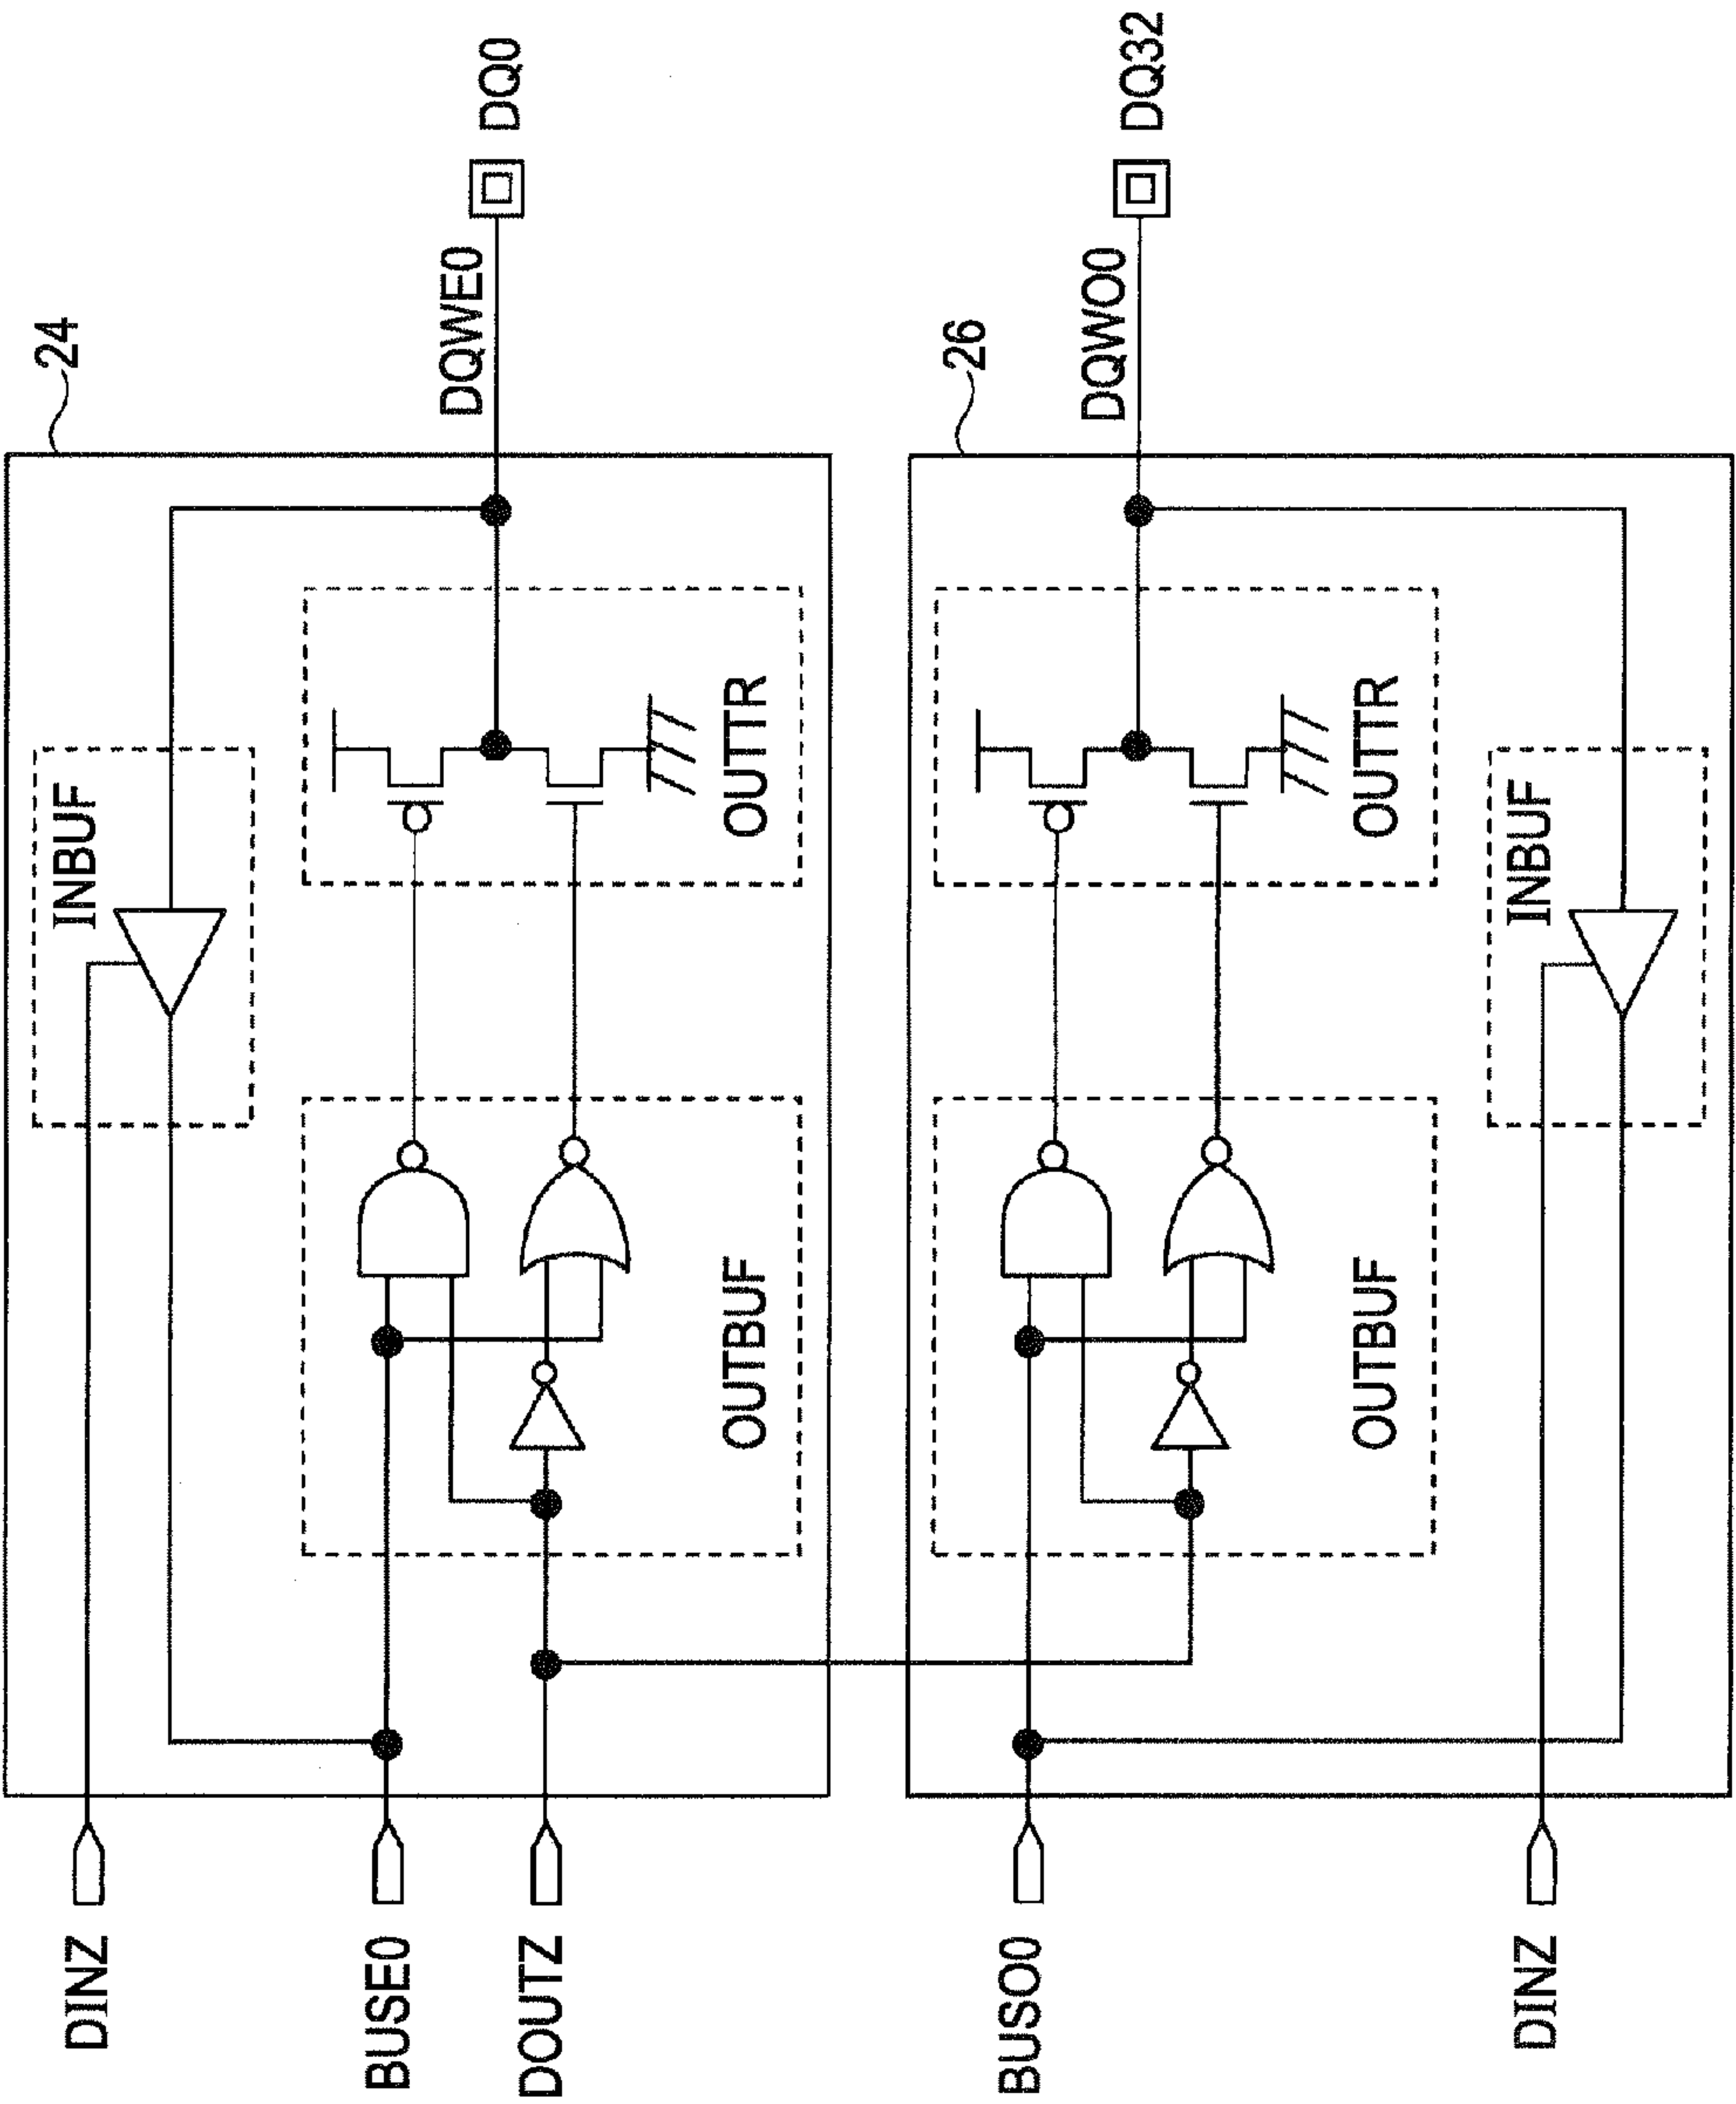 24
DINZ
INBUF
BUSE0
DOUTZ
OUTBUF
OUTTR
DQWE0
DQ0
26
BUSO0
OUTBUF
OUTTR
DQWO0
DQ32
INBUF
DINZ